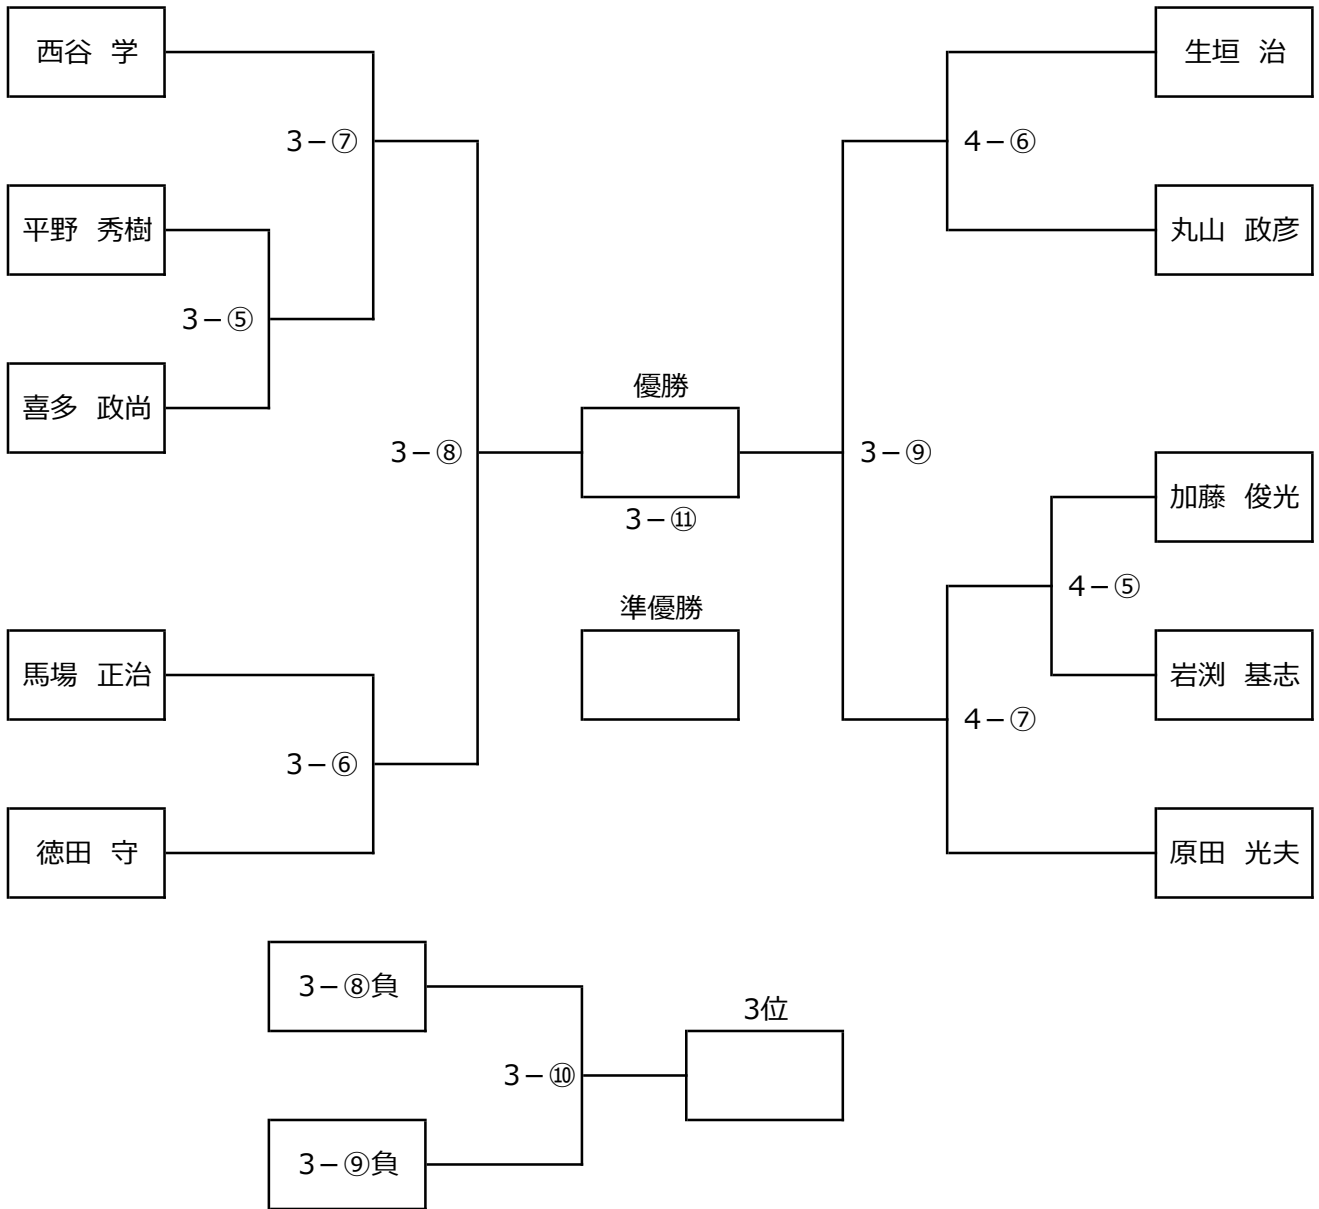 西谷 学
生垣 治
3－⑦
4－⑥
平野 秀樹
丸山 政彦
3－⑤
喜多 政尚
優勝
3－⑧
3－⑨
加藤 俊光
3－⑪
4－⑤
準優勝
馬場 正治
岩渕 基志
4－⑦
3－⑥
徳田 守
原田 光夫
3－⑧負
3位
3－⑩
3－⑨負